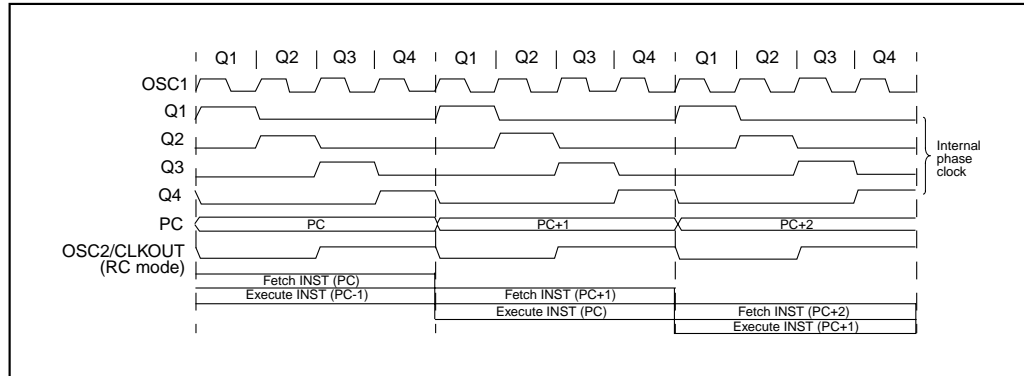 Q1 Q2 Q3 Q4 Q1 Q2 Q3 Q4 Q1 Q2 Q3 Q4
OSC1
Q1
Q2
Q3
Q4
Internal
phase
clock
PC PC PC+1 PC+2
OSC2/CLKOUT
(RC mode)
Fetch INST (PC)
Execute INST (PC-1) Fetch INST (PC+1)
Execute INST (PC) Fetch INST (PC+2)
Execute INST (PC+1)